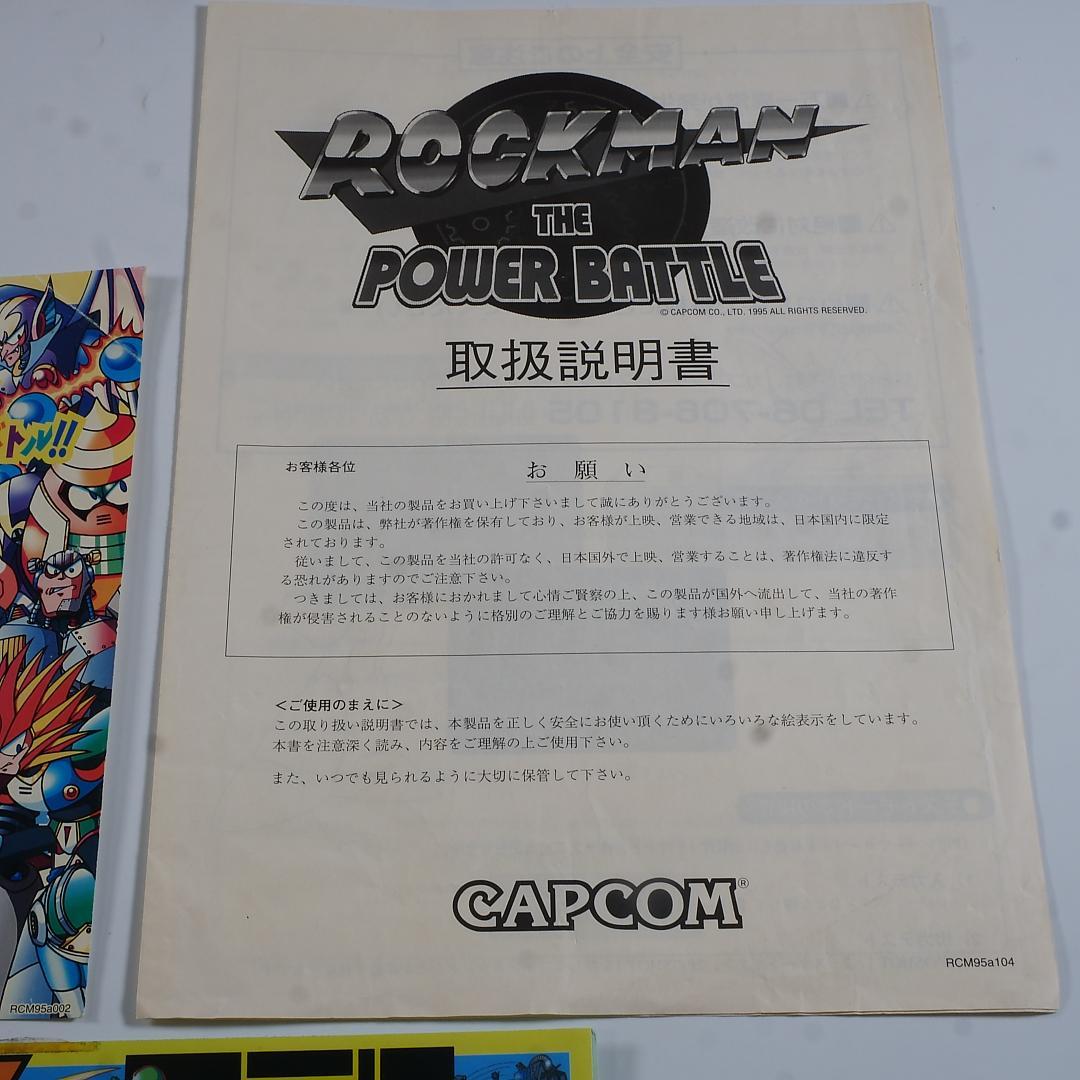 ROCKMAN
THE
POWER BATTLE
© CAPCOM CO., LTD. 1995 ALL RIGHTS RESERVED.
取扱説明書
お客様各位
お願い
この度は、当社の製品をお買い上げ下さいまして誠にありがとうございます。
この製品は、弊社が著作権を保有しており、お客様が上映、営業できる地域は、日本国内に限定
されております。
従いまして、この製品を当社の許可なく、日本国外で上映、営業することは、著作権法に違反す
る恐れがありますのでご注意下さい。
つきましては、お客様におかれまして心情ご賢察の上、この製品が国外へ流出して、当社の著作
権が侵害されることのないように格別のご理解とご協力を賜ります様お願い申し上げます。
<ご使用のまえに>
この取り扱い説明書では、本製品を正しく安全にお使い頂くためにいろいろな絵表示をしています。
本書を注意深く読み、内容をご理解の上ご使用下さい。
また、いつでも見られるように大切に保管して下さい。
CAPCOM®
RCM95a104
トル!!
RCM95a002